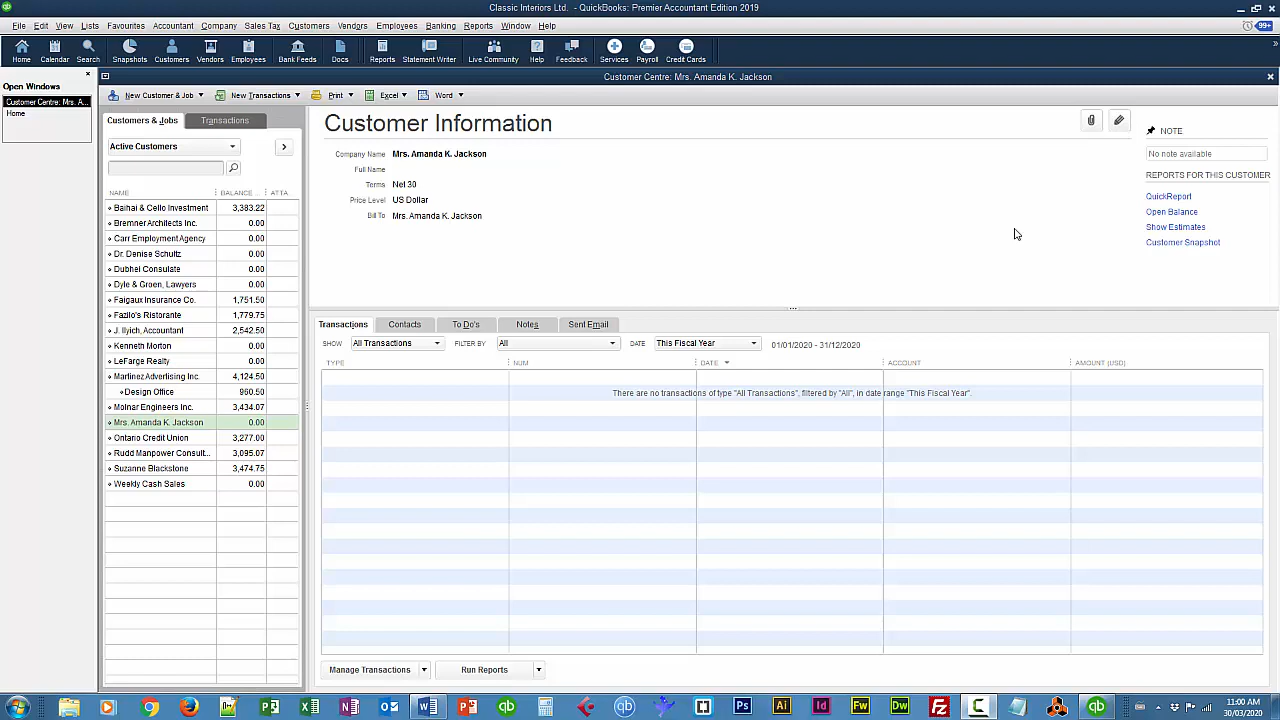 Classic Interiors Ltd. - QuickBooks: Premier Accountant Edition 2019
File Edit View Lists Favourites Accountant Company Sales Tax Customers Vendors Employees Banking Reports Window Help
99+
Home Calendar Search Snapshots Customers Vendors Employees Bank Feeds Docs Reports Statement Writer Live Community Help Feedback Services Payroll Credit Cards
Open Windows
Customer Centre: Mrs. A...
Home
Customer Centre: Mrs. Amanda K. Jackson
New Customer & Job New Transactions Print Excel Word
Customers & Jobs Transactions
Active Customers
NAME BALANCE ... ATTA...
Baihai & Cello Investment 3,383.22
Bremner Architects Inc. 0.00
Carr Employment Agency 0.00
Dr. Denise Schultz 0.00
Dubhei Consulate 0.00
Dyle & Groen, Lawyers 0.00
Faigaux Insurance Co. 1,751.50
Fazilo's Ristorante 1,779.75
J. Ilyich, Accountant 2,542.50
Kenneth Morton 0.00
LeFarge Realty 0.00
Martinez Advertising Inc. 4,124.50
Design Office 960.50
Molnar Engineers Inc. 3,434.07
Mrs. Amanda K. Jackson 0.00
Ontario Credit Union 3,277.00
Rudd Manpower Consult... 3,095.07
Suzanne Blackstone 3,474.75
Weekly Cash Sales 0.00
Customer Information
Company Name Mrs. Amanda K. Jackson
Full Name
Terms Net 30
Price Level US Dollar
Bill To Mrs. Amanda K. Jackson
NOTE
No note available
REPORTS FOR THIS CUSTOMER
QuickReport
Open Balance
Show Estimates
Customer Snapshot
Transactions Contacts To Do's Notes Sent Email
SHOW All Transactions FILTER BY All DATE This Fiscal Year 01/01/2020 - 31/12/2020
TYPE NUM DATE ACCOUNT AMOUNT (USD)
There are no transactions of type "All Transactions", filtered by "All", in date range "This Fiscal Year".
Manage Transactions Run Reports
Ps Ai Id Fw Dw
11:00 AM
30/03/2020